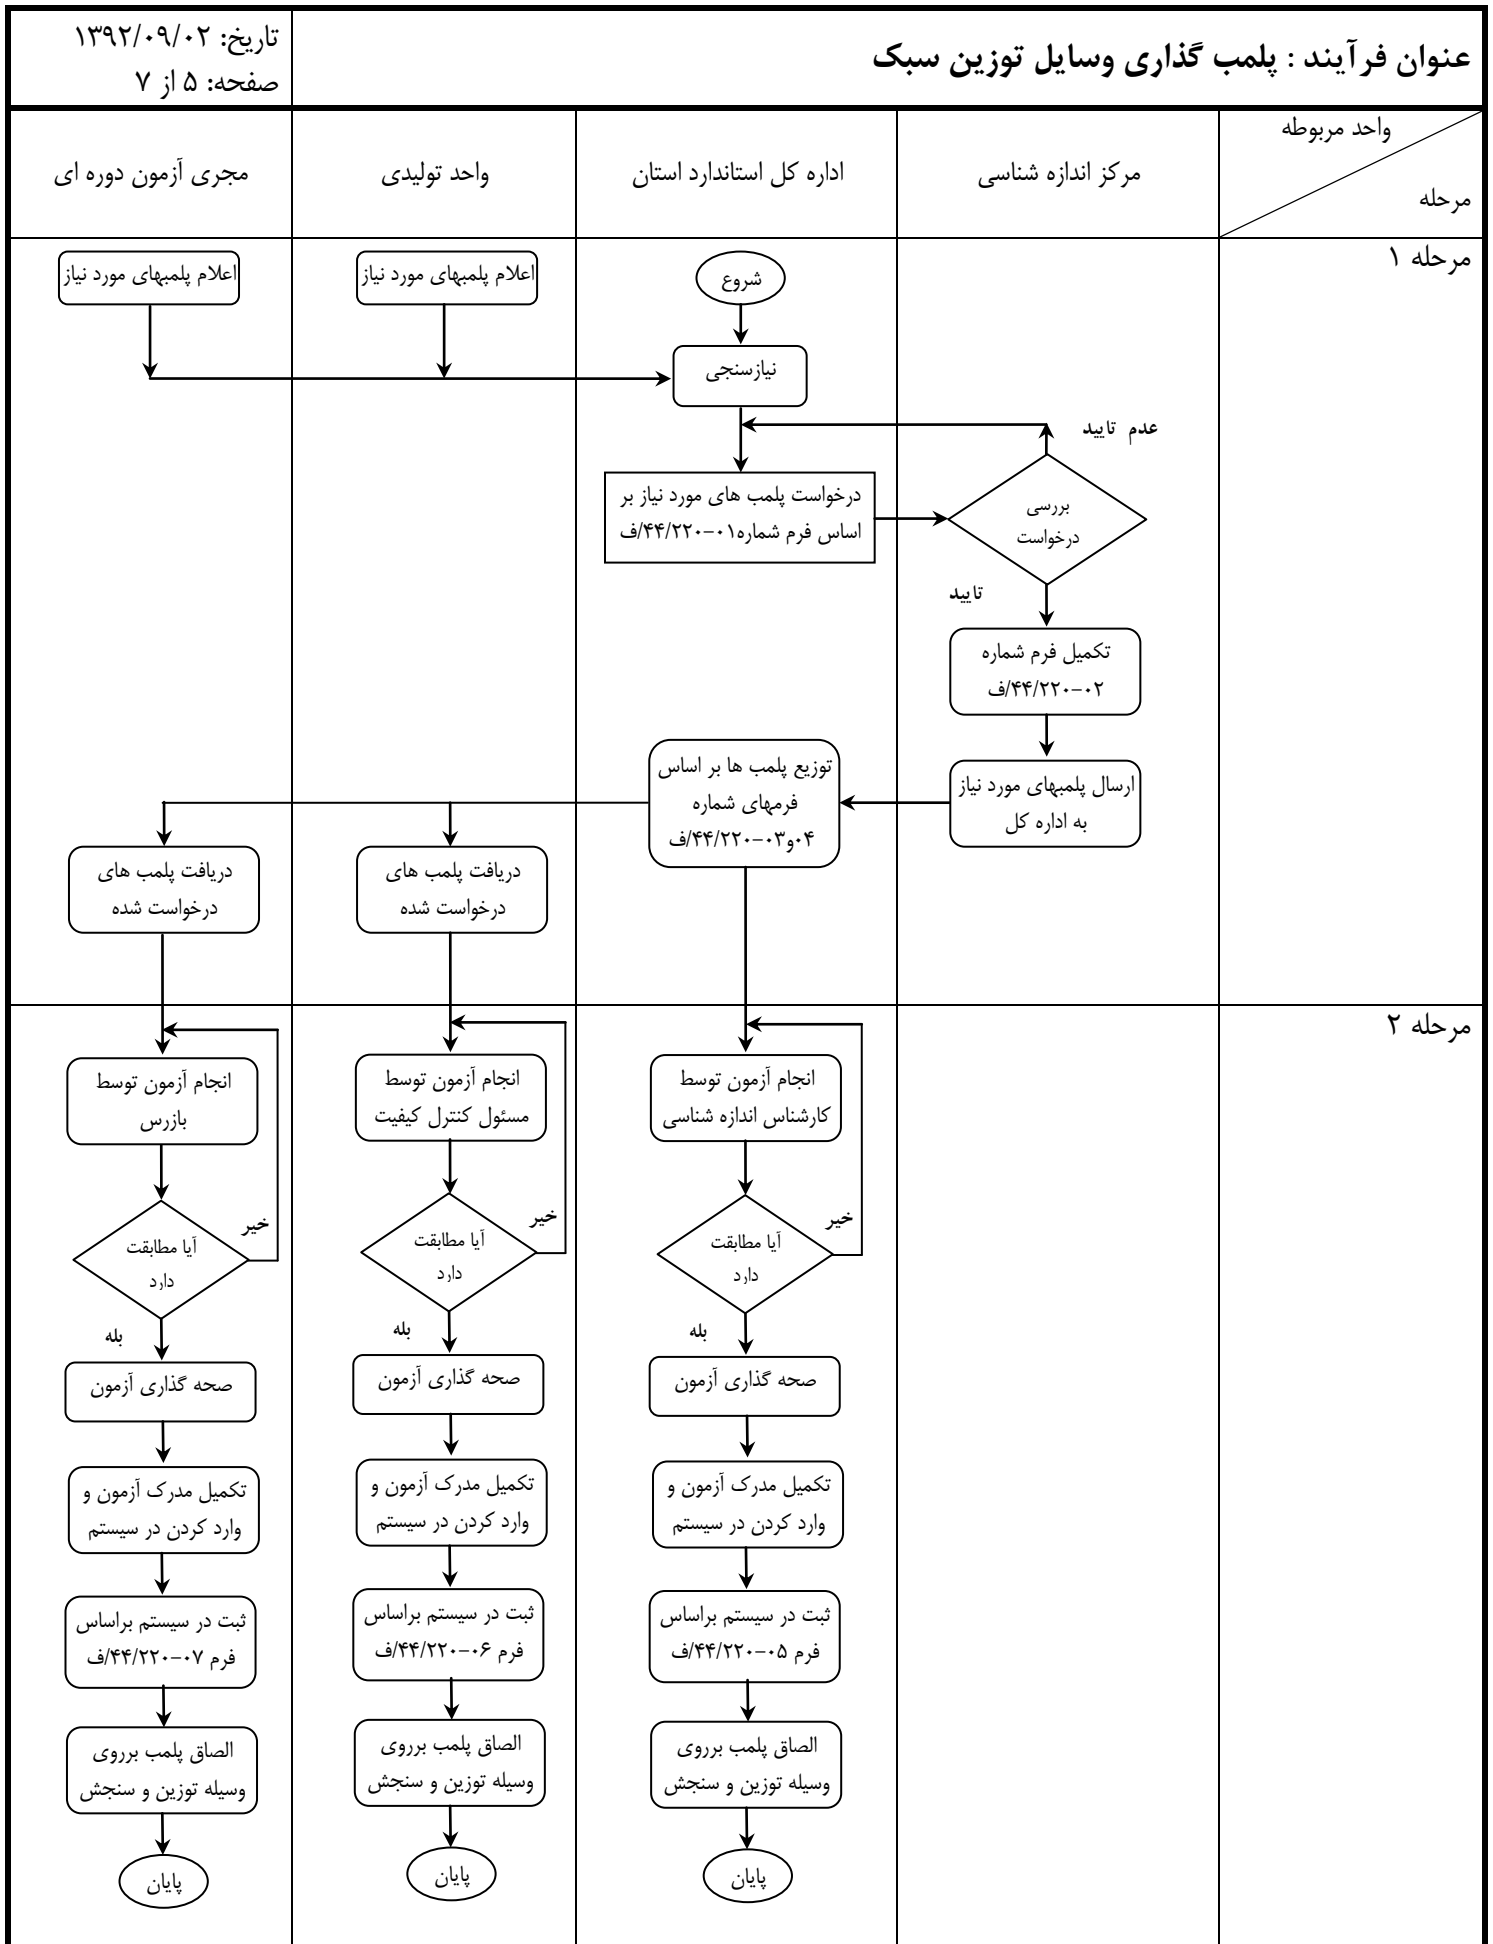 عنوان فرآیند : پلمب گذاری وسایل توزین سبک
تاریخ: ۱۳۹۲/۰۹/۰۲
صفحه: ۵ از ۷
واحد مربوطه
مرحله
مرکز اندازه شناسی
اداره کل استاندارد استان
واحد تولیدی
مجری آزمون دوره ای
مرحله ۱
شروع
اعلام پلمبهای مورد نیاز
اعلام پلمبهای مورد نیاز
نیازسنجی
عدم تایید
درخواست پلمب های مورد نیاز بر
اساس فرم شماره۰۱-۴۴/۲۲۰/ف
بررسی
درخواست
تایید
تکمیل فرم شماره
۰۲-۴۴/۲۲۰/ف
ارسال پلمبهای مورد نیاز
به اداره کل
توزیع پلمب ها بر اساس
فرمهای شماره
۰۴و۰۳-۴۴/۲۲۰/ف
دریافت پلمب های
درخواست شده
دریافت پلمب های
درخواست شده
مرحله ۲
انجام آزمون توسط
کارشناس اندازه شناسی
آیا مطابقت
دارد
خیر
بله
صحه گذاری آزمون
تکمیل مدرک آزمون و
وارد کردن در سیستم
ثبت در سیستم براساس
فرم ۰۵-۴۴/۲۲۰/ف
الصاق پلمب برروی
وسیله توزین و سنجش
پایان
انجام آزمون توسط
مسئول کنترل کیفیت
آیا مطابقت
دارد
خیر
بله
صحه گذاری آزمون
تکمیل مدرک آزمون و
وارد کردن در سیستم
ثبت در سیستم براساس
فرم ۰۶-۴۴/۲۲۰/ف
الصاق پلمب برروی
وسیله توزین و سنجش
پایان
انجام آزمون توسط
بازرس
آیا مطابقت
دارد
خیر
بله
صحه گذاری آزمون
تکمیل مدرک آزمون و
وارد کردن در سیستم
ثبت در سیستم براساس
فرم ۰۷-۴۴/۲۲۰/ف
الصاق پلمب برروی
وسیله توزین و سنجش
پایان